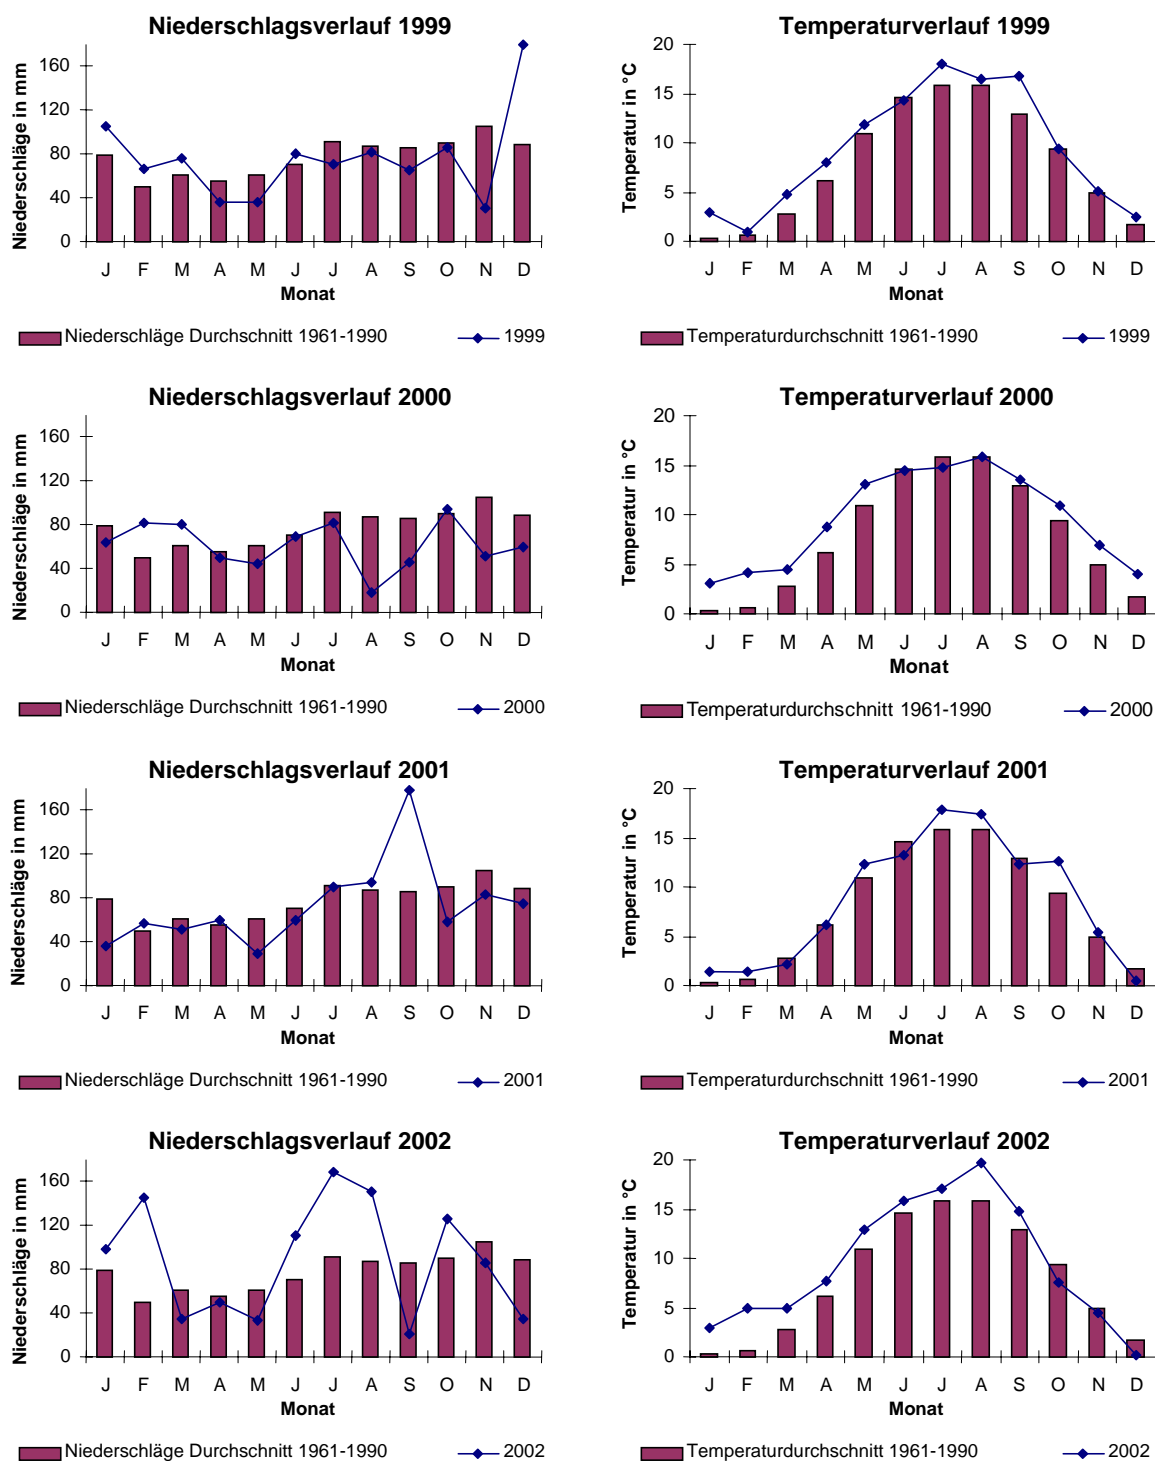 Niederschlagsverlauf 1999
Niederschläge in mm
160
120
80
40
0
J F M A M J J A S O N D
Monat
Niederschläge Durchschnitt 1961-1990 1999
Temperaturverlauf 1999
Temperatur in °C
20
15
10
5
0
J F M A M J J A S O N D
Monat
Temperaturdurchschnitt 1961-1990 1999
Niederschlagsverlauf 2000
Niederschläge in mm
160
120
80
40
0
J F M A M J J A S O N D
Monat
Niederschläge Durchschnitt 1961-1990 2000
Temperaturverlauf 2000
Temperatur in °C
20
15
10
5
0
J F M A M J J A S O N D
Monat
Temperaturdurchschnitt 1961-1990 2000
Niederschlagsverlauf 2001
Niederschläge in mm
160
120
80
40
0
J F M A M J J A S O N D
Monat
Niederschläge Durchschnitt 1961-1990 2001
Temperaturverlauf 2001
Temperatur in °C
20
15
10
5
0
J F M A M J J A S O N D
Monat
Temperaturdurchschnitt 1961-1990 2001
Niederschlagsverlauf 2002
Niederschläge in mm
160
120
80
40
0
J F M A M J J A S O N D
Monat
Niederschläge Durchschnitt 1961-1990 2002
Temperaturverlauf 2002
Temperatur in °C
20
15
10
5
0
J F M A M J J A S O N D
Monat
Temperaturdurchschnitt 1961-1990 2002